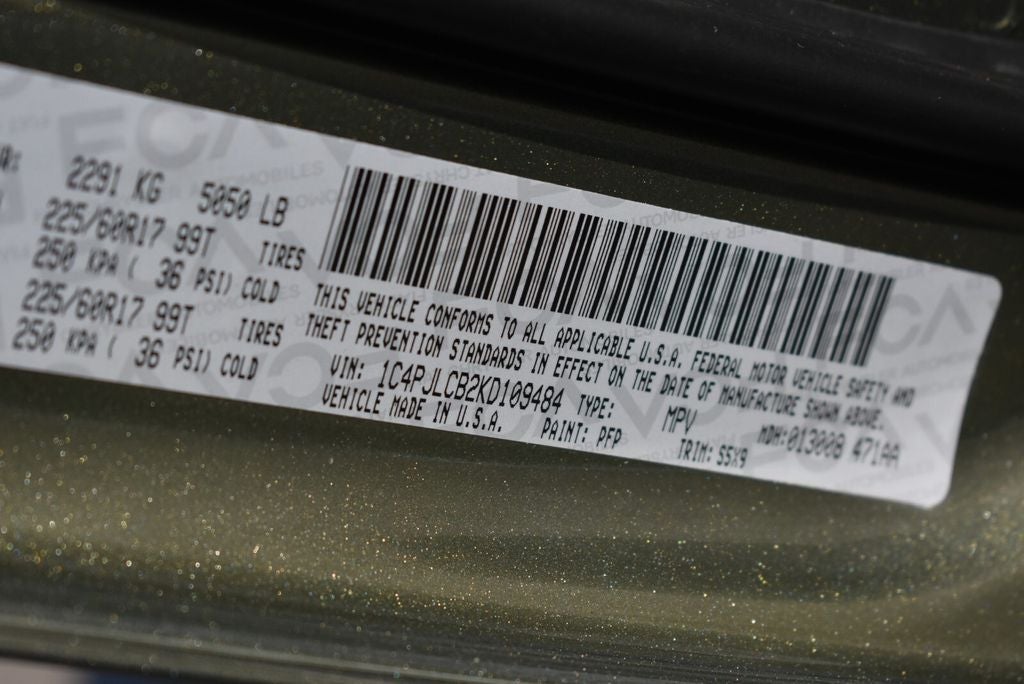 2291 KG 5050 LB
225/60R17 99T TIRES
250 KPA ( 36 PSI) COLD
225/60R17 99T TIRES
250 KPA ( 36 PSI) COLD
THIS VEHICLE CONFORMS TO ALL APPLICABLE U.S.A. FEDERAL MOTOR VEHICLE SAFETY AND
THEFT PREVENTION STANDARDS IN EFFECT ON THE DATE OF MANUFACTURE SHOWN ABOVE.
VIN: 1C4PJLCB2KD109484 TYPE: MPV MDH:013008 471AA
VEHICLE MADE IN U.S.A. PAINT: PFP TRIM: S5X9